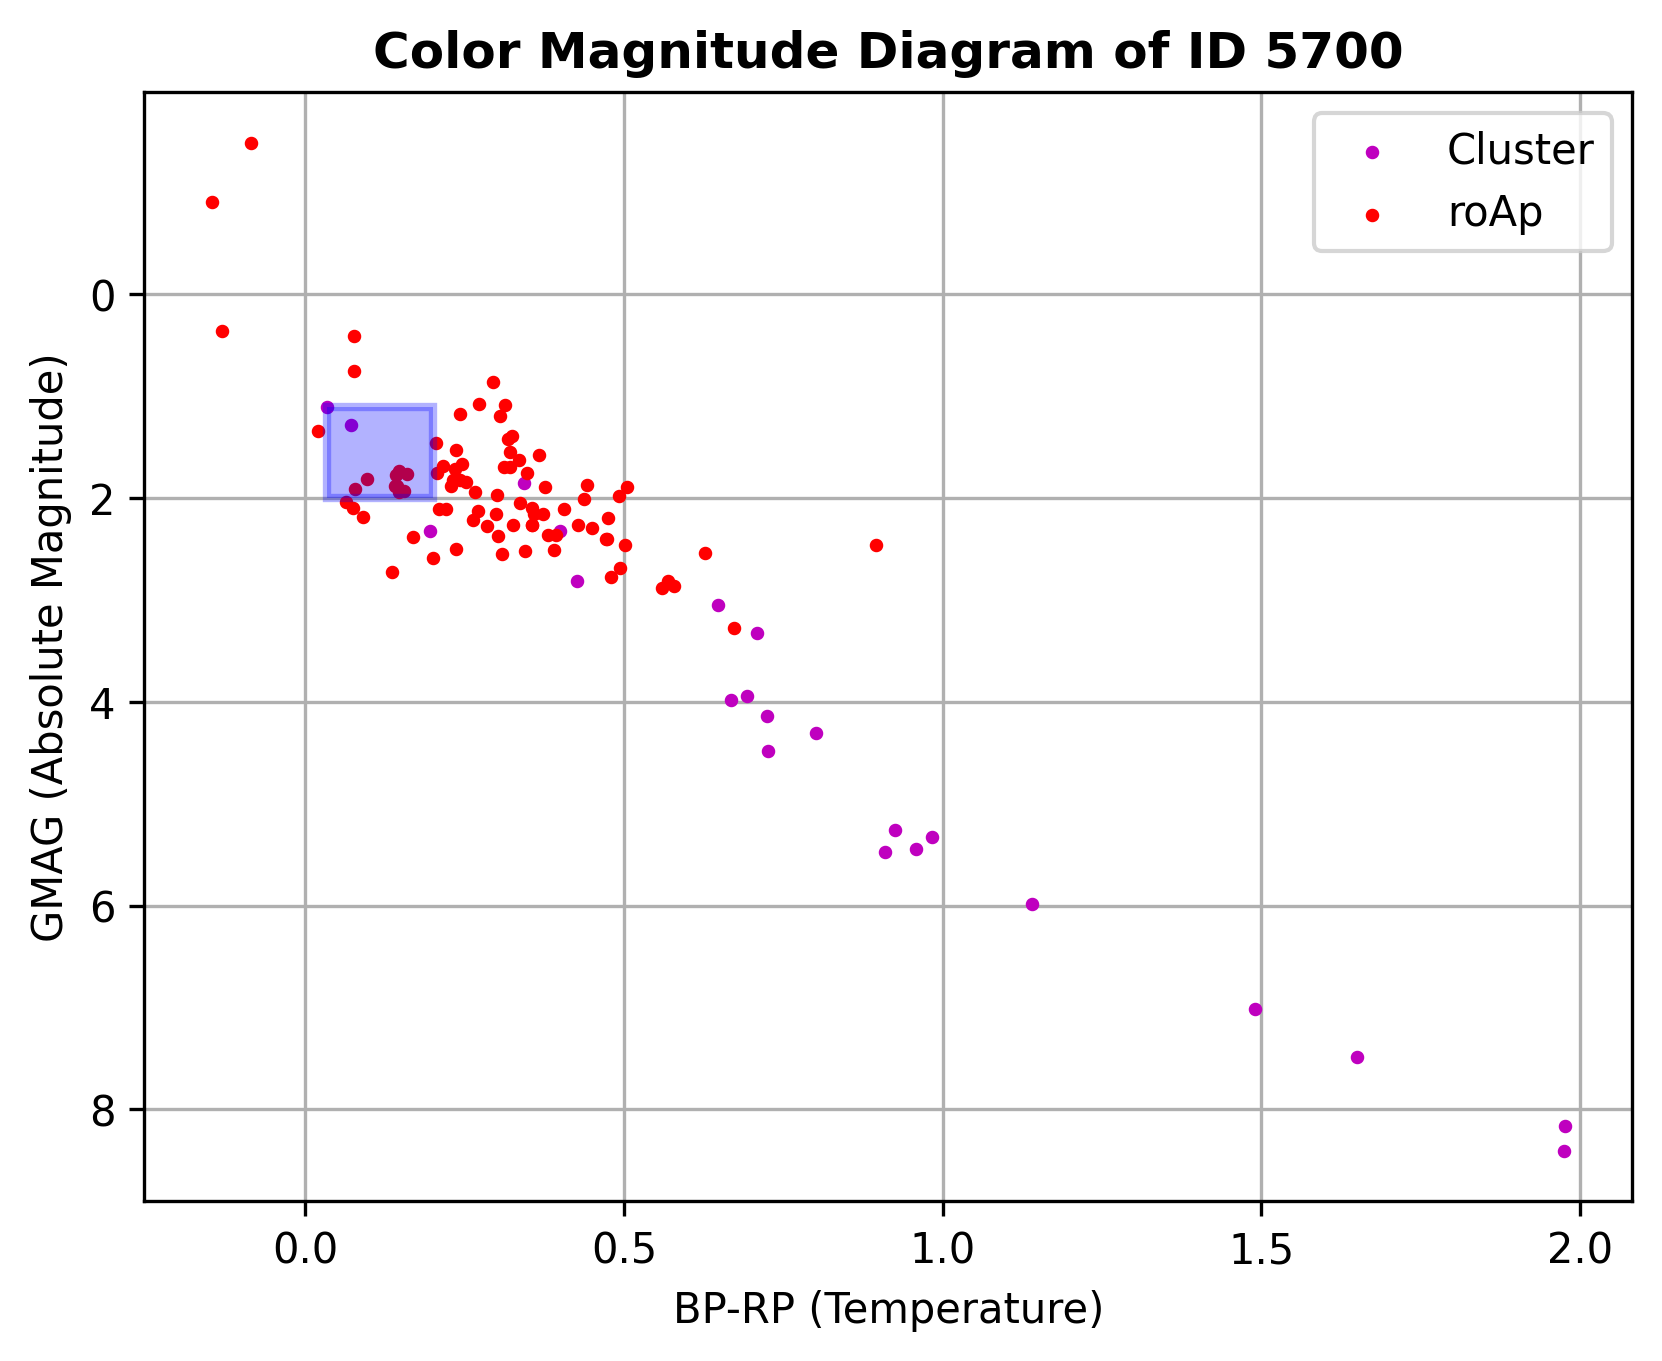 Color Magnitude Diagram of ID 5700
Cluster
roAp
GMAG (Absolute Magnitude)
0
2
4
6
8
0.0 0.5 1.0 1.5 2.0
BP-RP (Temperature)